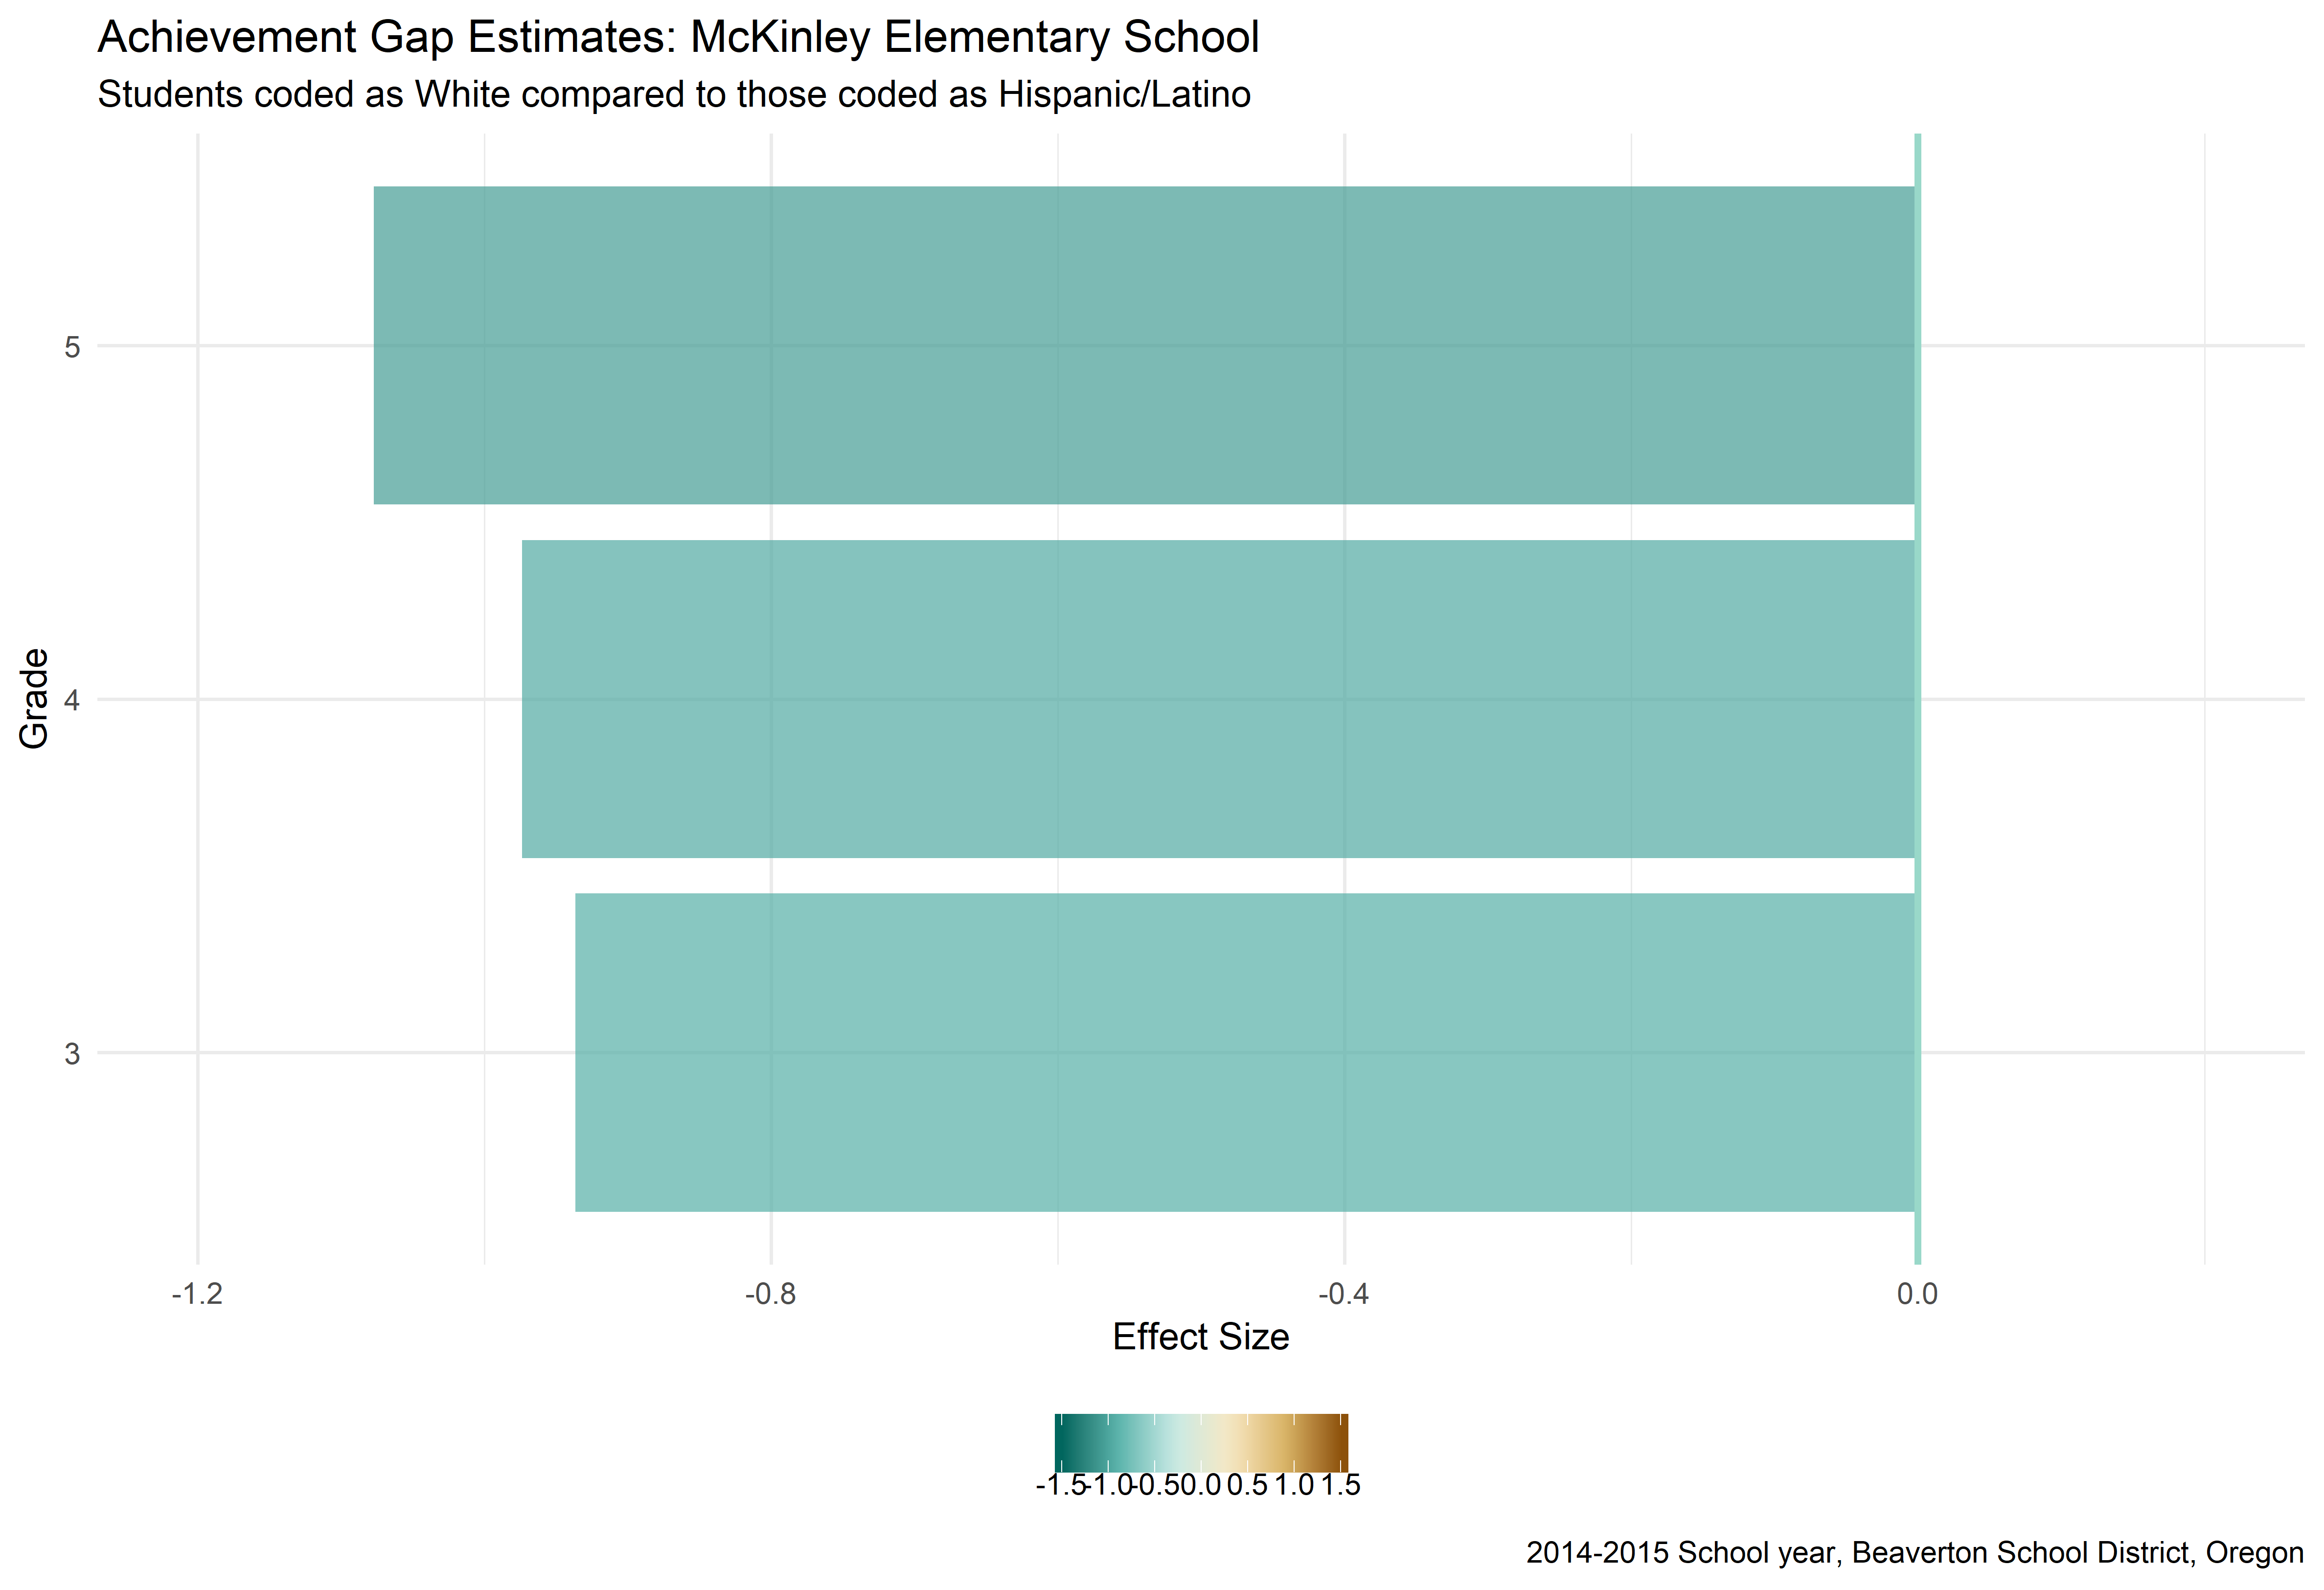 Achievement Gap Estimates: McKinley Elementary School
Students coded as White compared to those coded as Hispanic/Latino
5
4
3
Grade
-1.2 -0.8 -0.4 0.0
Effect Size
-1.5 -1.0 -0.5 0.0 0.5 1.0 1.5
2014-2015 School year, Beaverton School District, Oregon